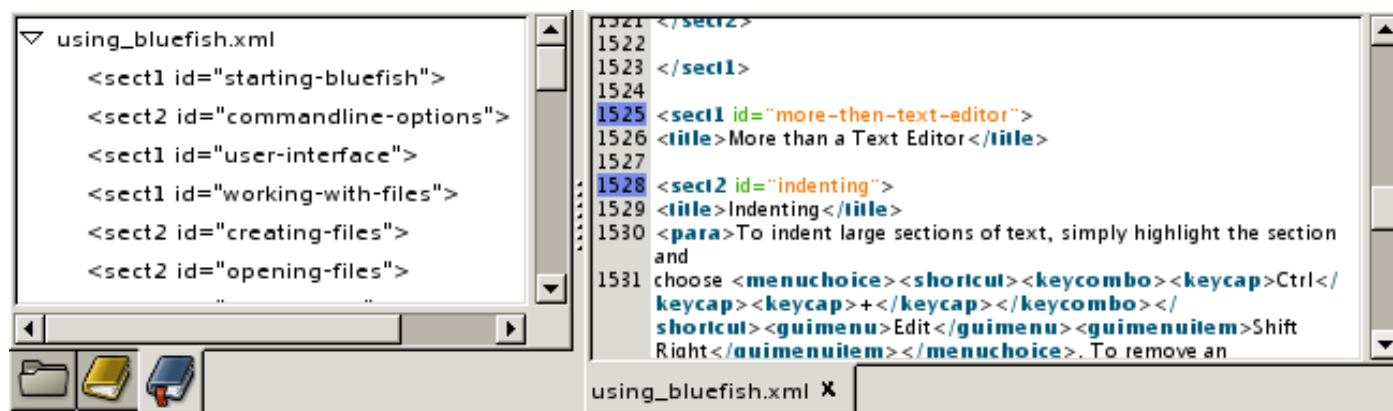 using_bluefish.xml
<sect1 id="starting-bluefish">
<sect2 id="commandline-options">
<sect1 id="user-interface">
<sect1 id="working-with-files">
<sect2 id="creating-files">
<sect2 id="opening-files">
1521 </sect2>
1522
1523 </sect1>
1524
1525 <sect1 id="more-then-text-editor">
1526 <title>More than a Text Editor</title>
1527
1528 <sect2 id="indenting">
1529 <title>Indenting</title>
1530 <para>To indent large sections of text, simply highlight the section
and
1531 choose <menuchoice><shortcut><keycombo><keycap>Ctrl</
keycap><keycap>+</keycap></keycombo></
shortcut><guimenu>Edit</guimenu><guimenuitem>Shift
Right</guimenuitem></menuchoice>. To remove an
using_bluefish.xml x